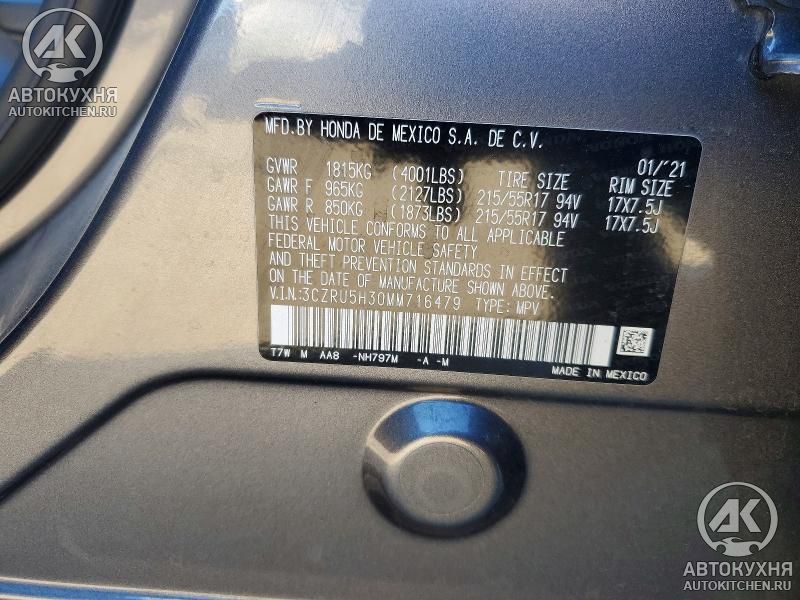 AK
АВТОКУХНЯ
AUTOKITCHEN.RU
MFD.BY HONDA DE MEXICO S.A. DE C.V.
01/'21
GVWR 1815KG (4001LBS) TIRE SIZE RIM SIZE
GAWR F 965KG (2127LBS) 215/55R17 94V 17X7.5J
GAWR R 850KG (1873LBS) 215/55R17 94V 17X7.5J
THIS VEHICLE CONFORMS TO ALL APPLICABLE
FEDERAL MOTOR VEHICLE SAFETY
AND THEFT PREVENTION STANDARDS IN EFFECT
ON THE DATE OF MANUFACTURE SHOWN ABOVE.
V.I.N:3CZRU5H30MM716479 TYPE: MPV
T7W M AA8 -NH797M -A -M
MADE IN MEXICO
AK
АВТОКУХНЯ
AUTOKITCHEN.RU